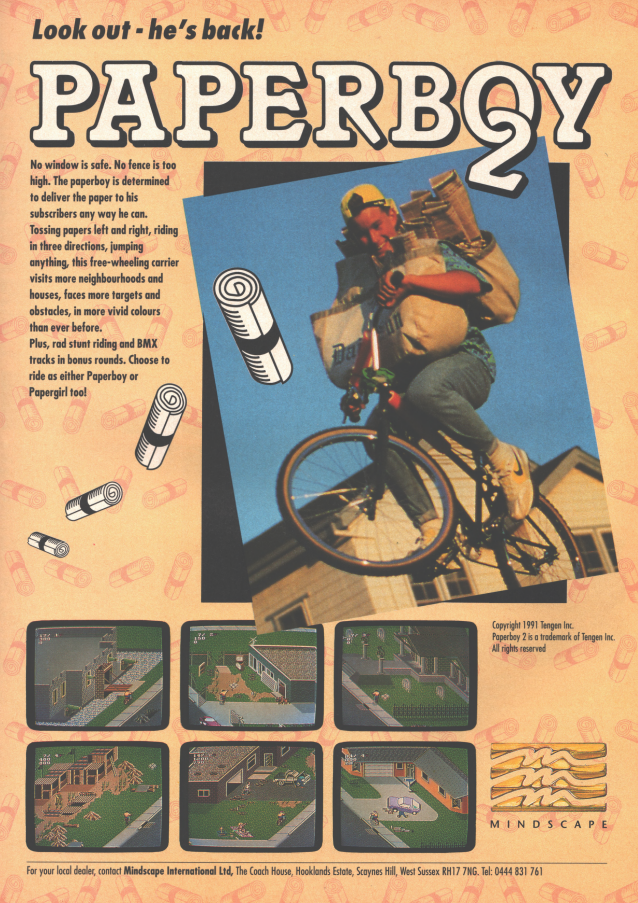 Look out - he's back!
PAPERBOY
2
No window is safe. No fence is too
high. The paperboy is determined
to deliver the paper to his
subscribers any way he can.
Tossing papers left and right, riding
in three directions, jumping
anything, this free-wheeling carrier
visits more neighbourhoods and
houses, faces more targets and
obstacles, in more vivid colours
than ever before.
Plus, rad stunt riding and BMX
tracks in bonus rounds. Choose to
ride as either Paperboy or
Papergirl too!
Copyright 1991 Tengen Inc.
Paperboy 2 is a trademark of Tengen Inc.
All rights reserved
MINDSCAPE
For your local dealer, contact Mindscape International Ltd, The Coach House, Hooklands Estate, Scaynes Hill, West Sussex RH17 7NG. Tel: 0444 831 761